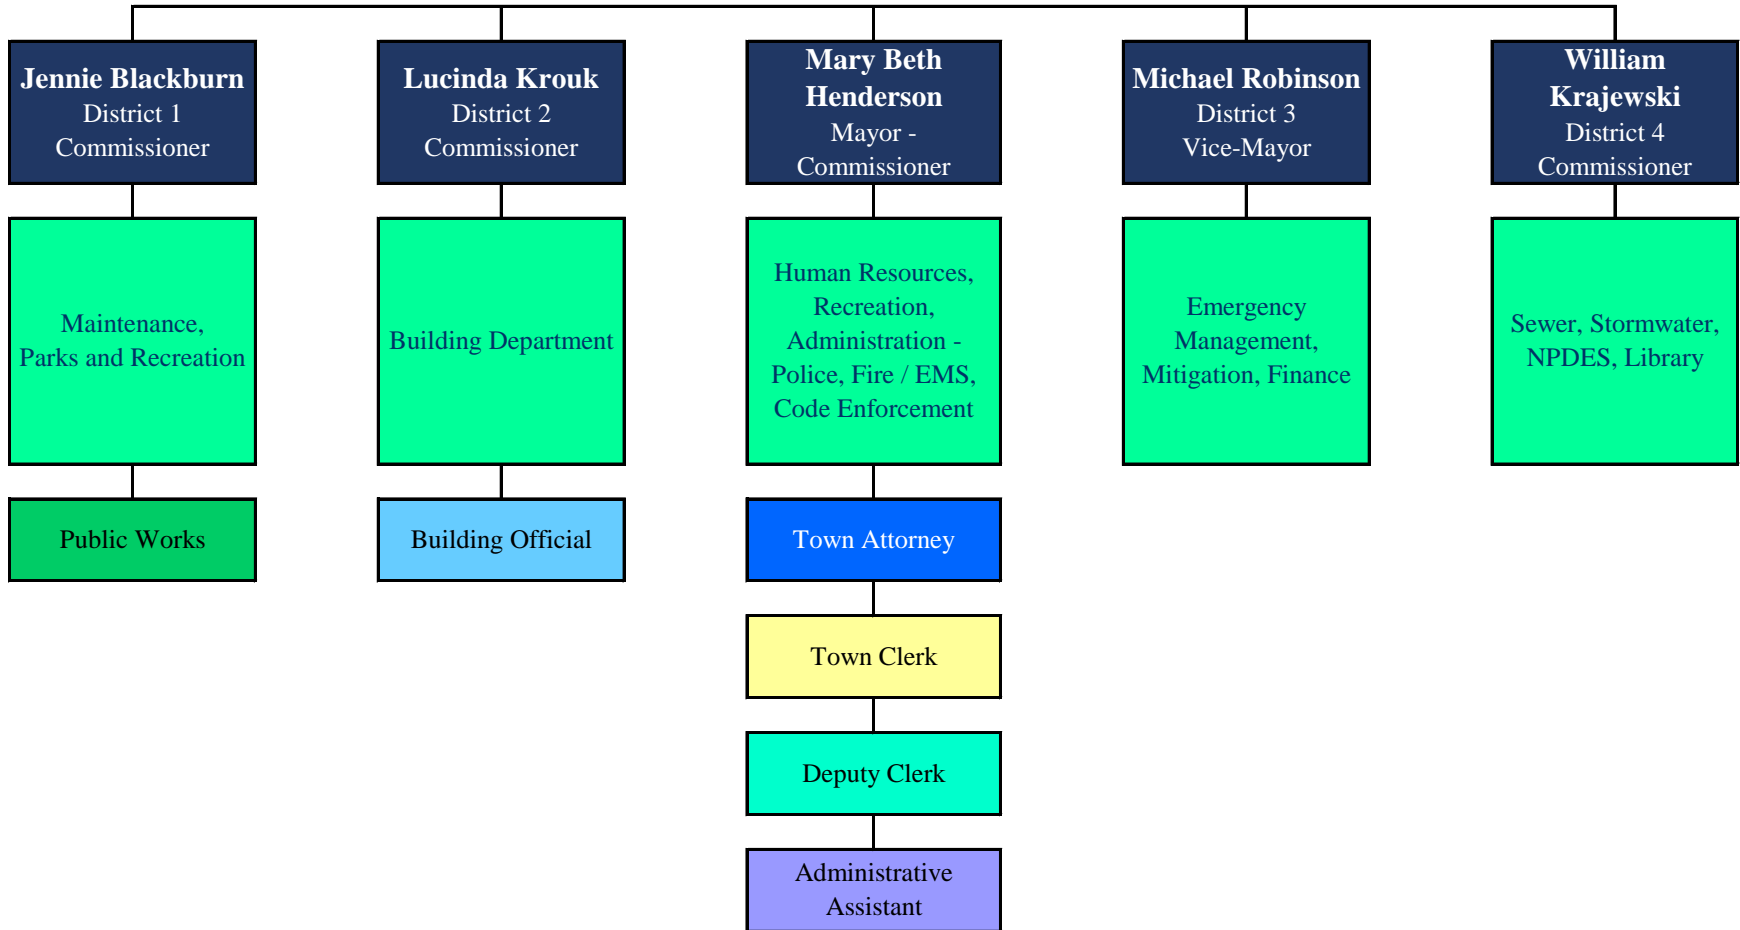 Jennie Blackburn
District 1
Commissioner
Lucinda Krouk
District 2
Commissioner
Mary Beth
Henderson
Mayor -
Commissioner
Michael Robinson
District 3
Vice-Mayor
William
Krajewski
District 4
Commissioner
Maintenance,
Parks and Recreation
Building Department
Human Resources,
Recreation,
Administration -
Police, Fire / EMS,
Code Enforcement
Emergency
Management,
Mitigation, Finance
Sewer, Stormwater,
NPDES, Library
Public Works
Building Official
Town Attorney
Town Clerk
Deputy Clerk
Administrative
Assistant